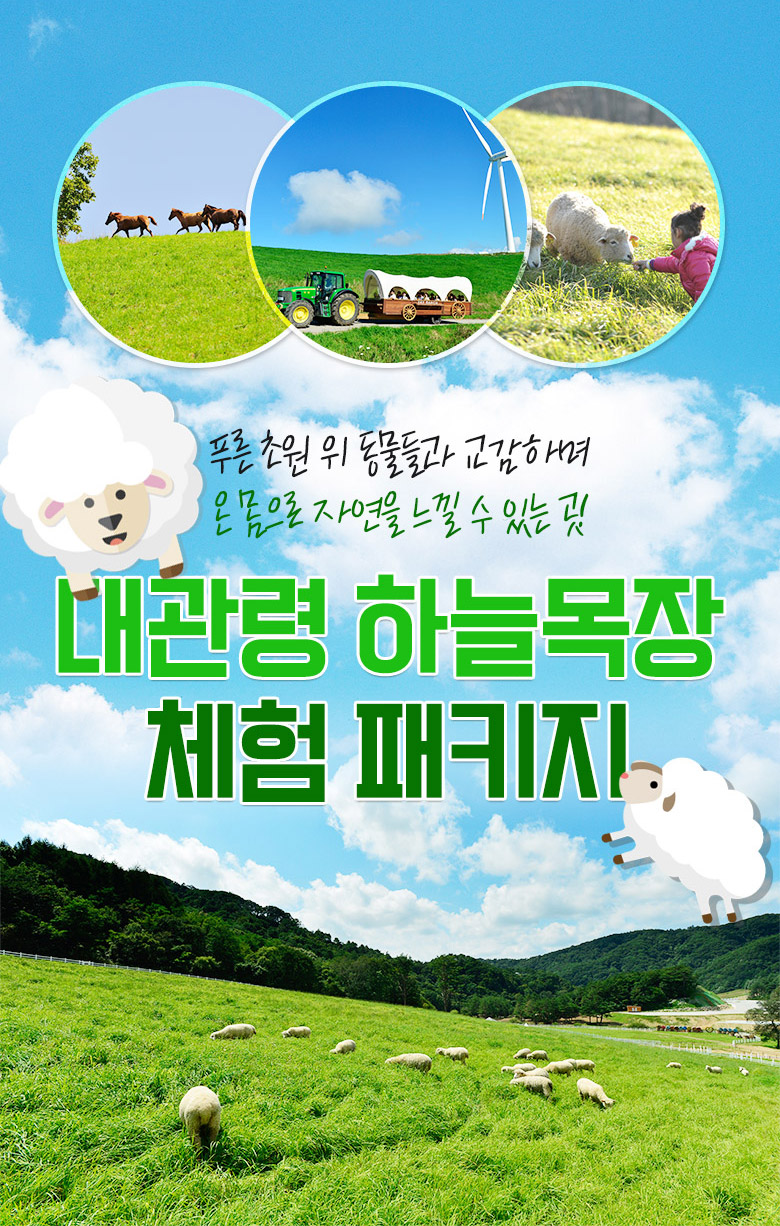 푸른 초원 위 동물들과 교감하며
온 몸으로 자연을 느낄 수 있는 곳
대관령 하늘목장
체험 패키지